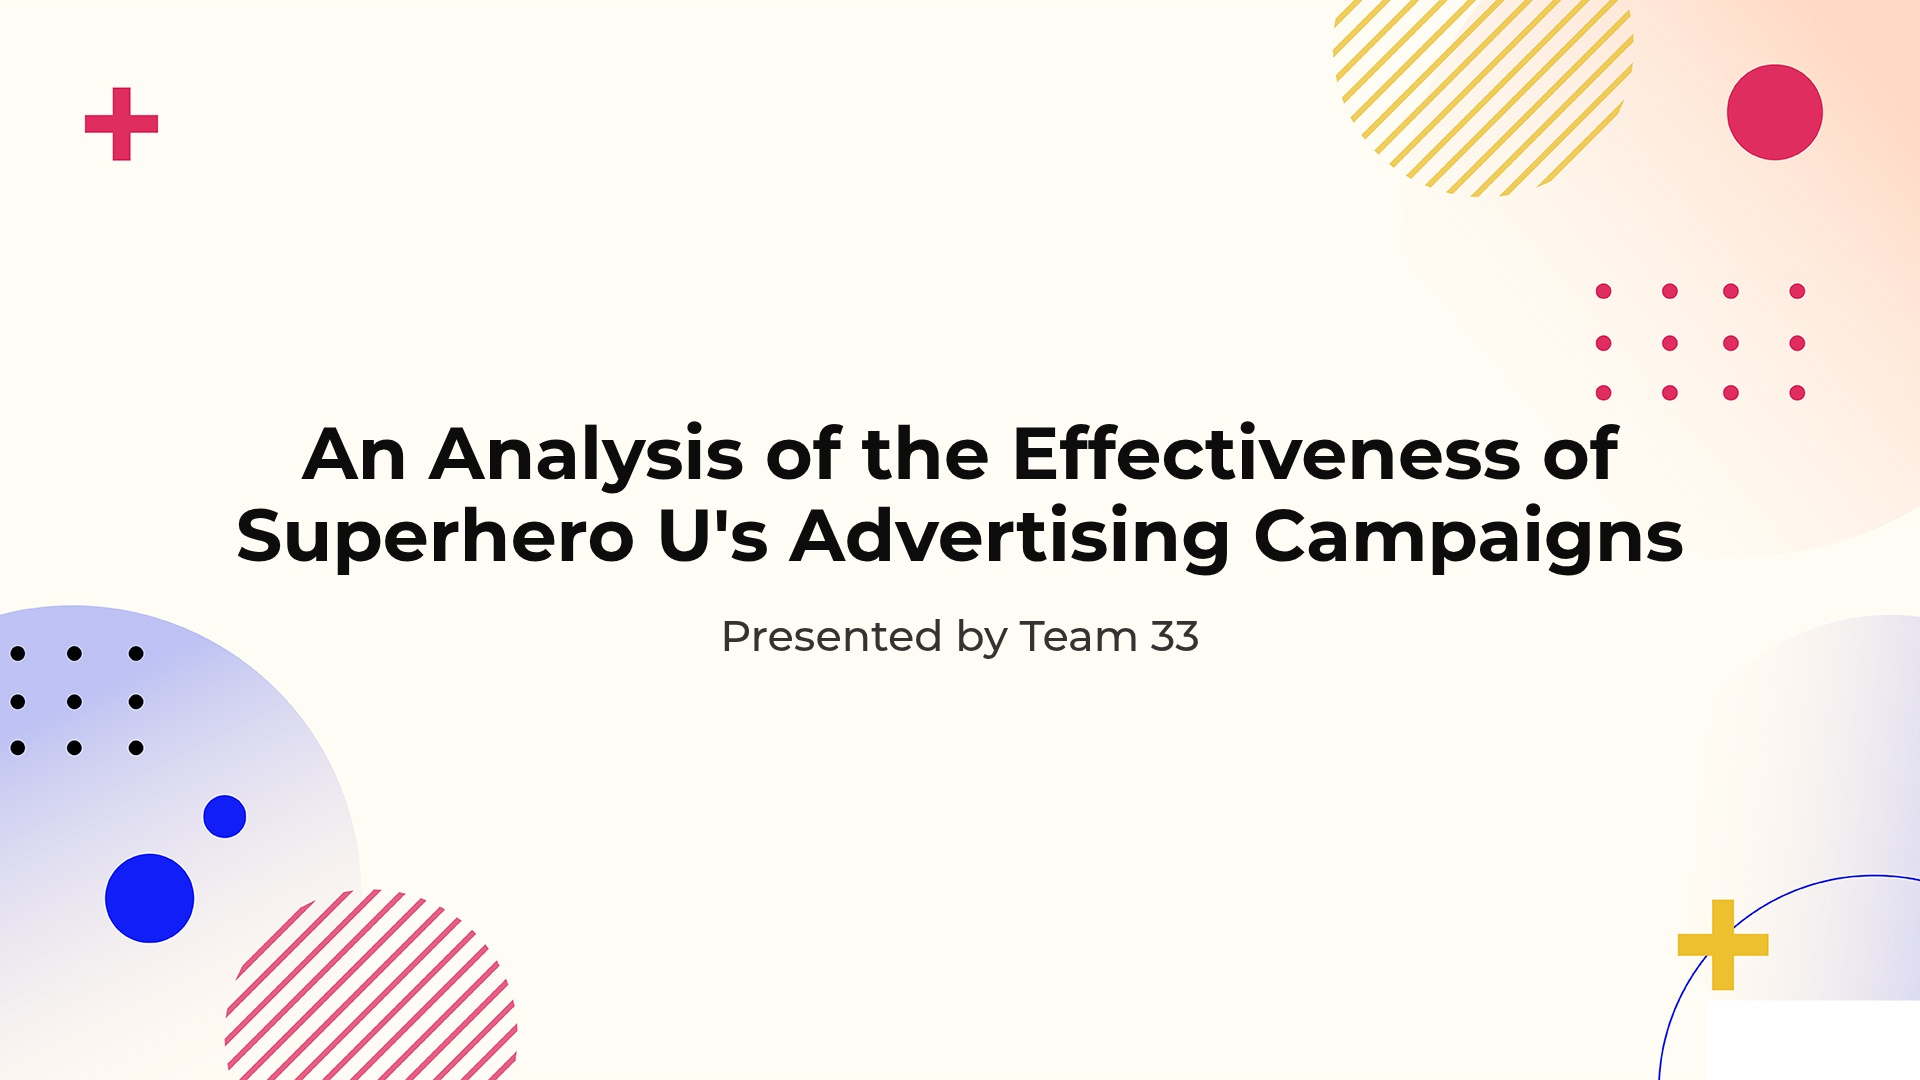 An Analysis of the Effectiveness of
Superhero U's Advertising Campaigns
Presented by Team 33